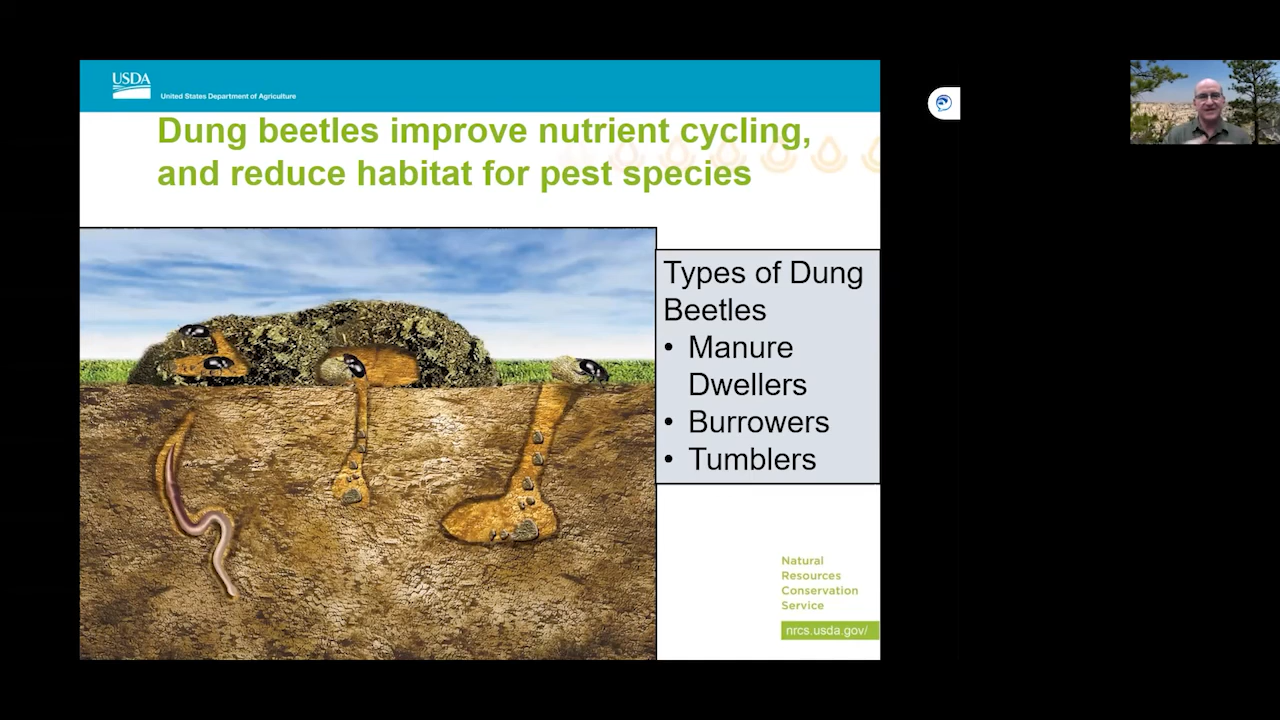 USDA
United States Department of Agriculture
Dung beetles improve nutrient cycling,
and reduce habitat for pest species
Types of Dung
Beetles
• Manure
Dwellers
• Burrowers
• Tumblers
Natural
Resources
Conservation
Service
nrcs.usda.gov/